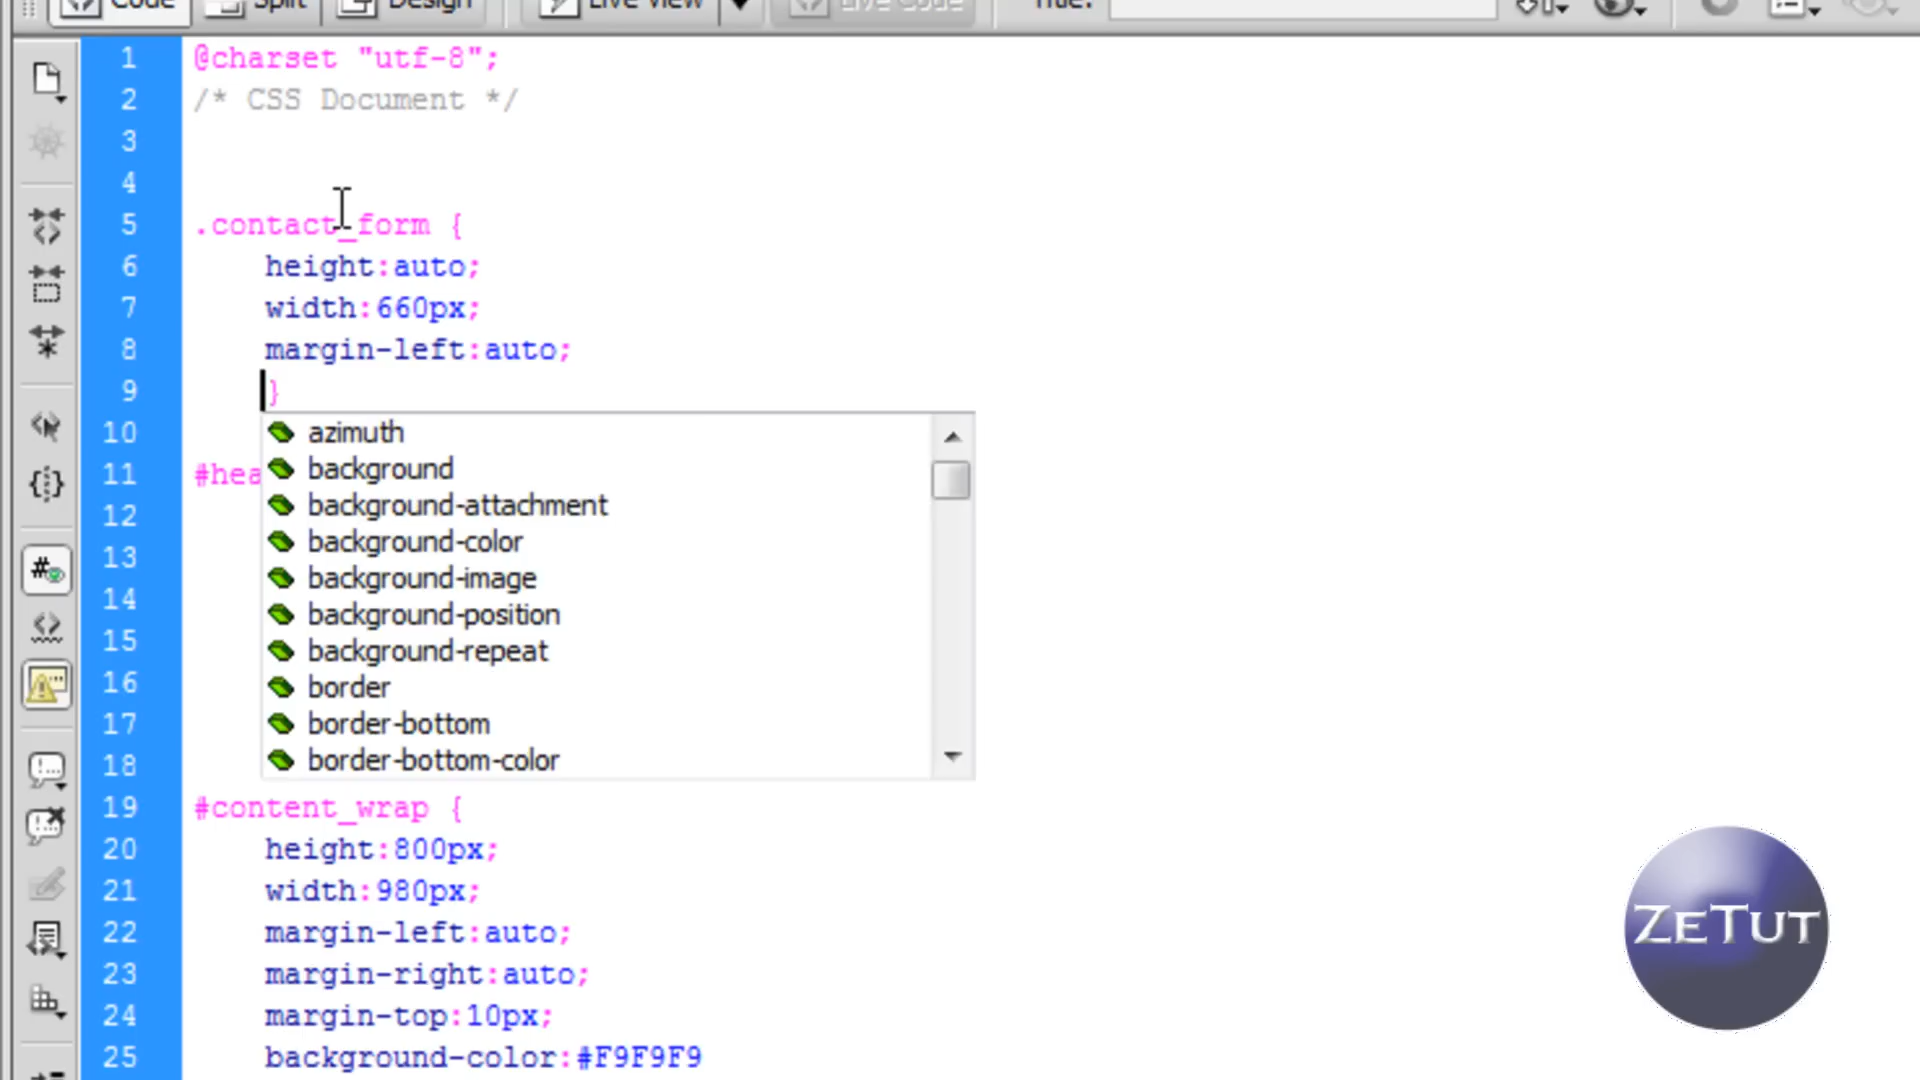 Code Split Design Live View Live Code Title:
1 @charset "utf-8";
2 /* CSS Document */
3
4
5 .contact_form {
6 height:auto;
7 width:660px;
8 margin-left:auto;
9 }
10 azimuth
background
11 #hea
background-attachment
12
background-color
13
background-image
14
background-position
15
background-repeat
16 border
17 border-bottom
18 border-bottom-color
19 #content_wrap {
20 height:800px;
21 width:980px;
22 margin-left:auto;
23 margin-right:auto;
24 margin-top:10px;
25 background-color:#F9F9F9
ZETUT